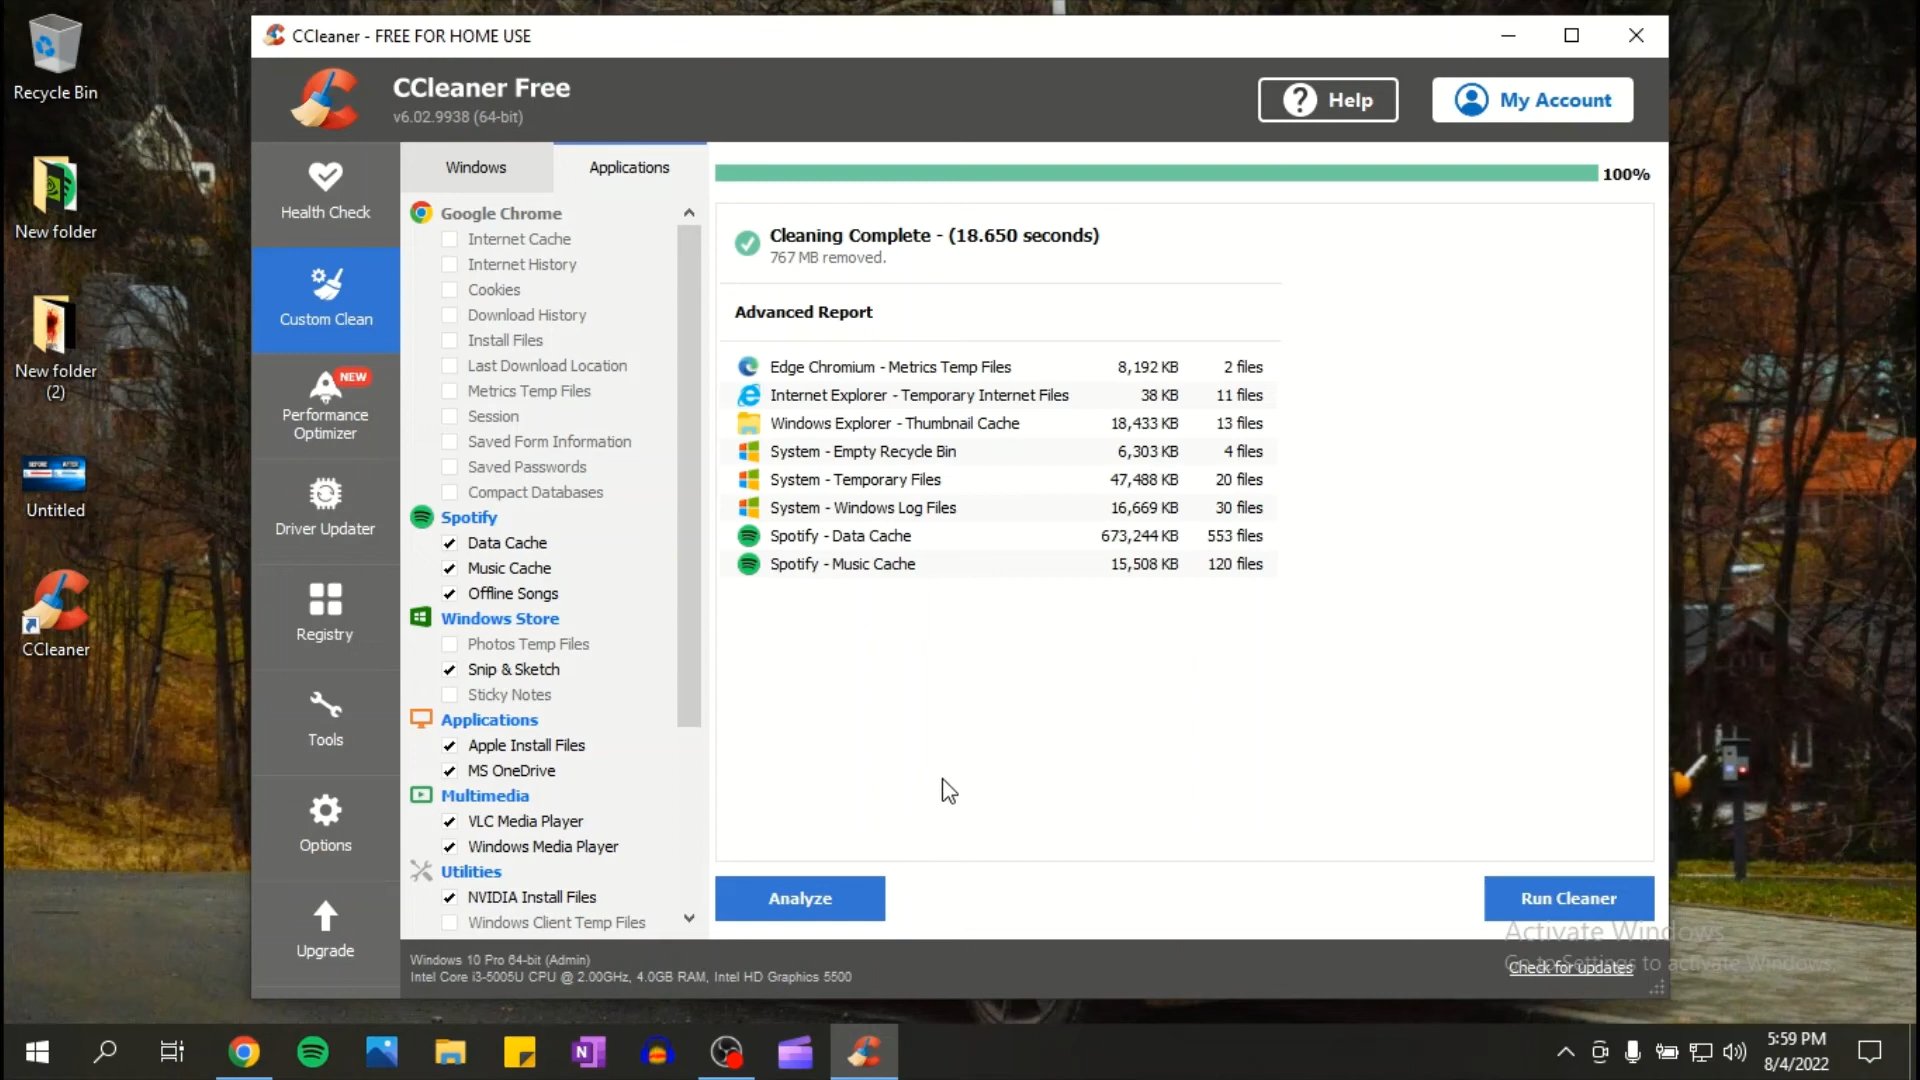 Recycle Bin
New folder
New folder
(2)
Untitled
CCleaner
CCleaner - FREE FOR HOME USE
CCleaner Free
v6.02.9938 (64-bit)
? Help
My Account
Health Check
Custom Clean
NEW
Performance
Optimizer
Driver Updater
Registry
Tools
Options
Upgrade
Windows
Applications
Google Chrome
Internet Cache
Internet History
Cookies
Download History
Install Files
Last Download Location
Metrics Temp Files
Session
Saved Form Information
Saved Passwords
Compact Databases
Spotify
Data Cache
Music Cache
Offline Songs
Windows Store
Photos Temp Files
Snip & Sketch
Sticky Notes
Applications
Apple Install Files
MS OneDrive
Multimedia
VLC Media Player
Windows Media Player
Utilities
NVIDIA Install Files
Windows Client Temp Files
100%
Cleaning Complete - (18.650 seconds)
767 MB removed.
Advanced Report
Edge Chromium - Metrics Temp Files 8,192 KB 2 files
Internet Explorer - Temporary Internet Files 38 KB 11 files
Windows Explorer - Thumbnail Cache 18,433 KB 13 files
System - Empty Recycle Bin 6,303 KB 4 files
System - Temporary Files 47,488 KB 20 files
System - Windows Log Files 16,669 KB 30 files
Spotify - Data Cache 673,244 KB 553 files
Spotify - Music Cache 15,508 KB 120 files
Analyze
Run Cleaner
Activate Windows
Go to Settings to activate Windows.
Check for updates
Windows 10 Pro 64-bit (Admin)
Intel Core i3-5005U CPU @ 2.00GHz, 4.0GB RAM, Intel HD Graphics 5500
N
5:59 PM
8/4/2022